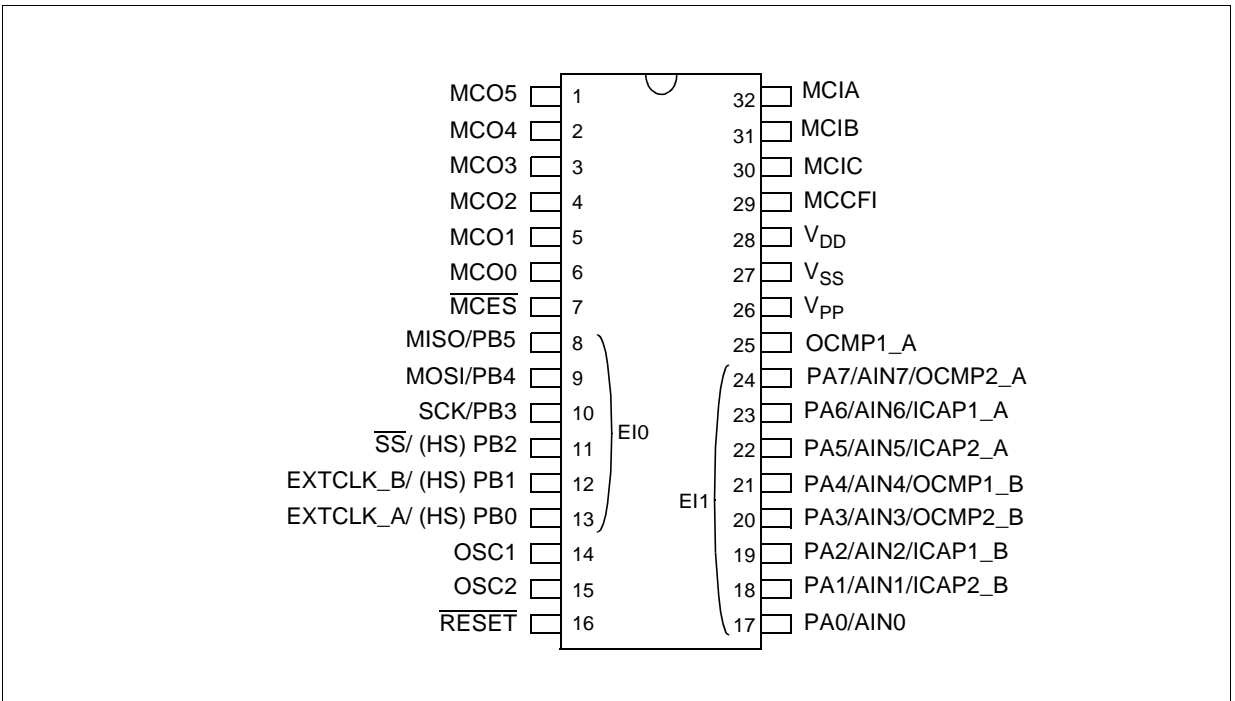 MCO5 1
MCO4 2
MCO3 3
MCO2 4
MCO1 5
MCO0 6
MCES 7
MISO/PB5 8
MOSI/PB4 9
SCK/PB3 10
SS/ (HS) PB2 11
EXTCLK_B/ (HS) PB1 12
EXTCLK_A/ (HS) PB0 13
OSC1 14
OSC2 15
RESET 16
EI0
32 MCIA
31 MCIB
30 MCIC
29 MCCFI
28 VDD
27 VSS
26 VPP
25 OCMP1_A
24 PA7/AIN7/OCMP2_A
23 PA6/AIN6/ICAP1_A
22 PA5/AIN5/ICAP2_A
21 PA4/AIN4/OCMP1_B
20 PA3/AIN3/OCMP2_B
19 PA2/AIN2/ICAP1_B
18 PA1/AIN1/ICAP2_B
17 PA0/AIN0
EI1